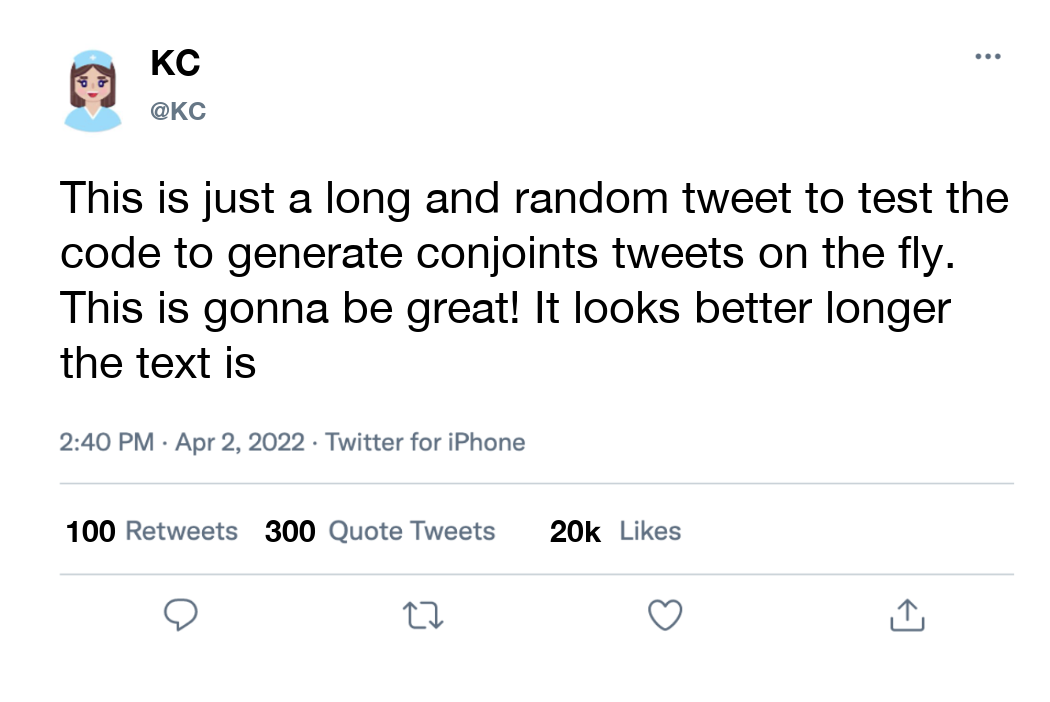 KC
@KC
This is just a long and random tweet to test the
code to generate conjoints tweets on the fly.
This is gonna be great! It looks better longer
the text is
2:40 PM · Apr 2, 2022 · Twitter for iPhone
100 Retweets 300 Quote Tweets 20k Likes